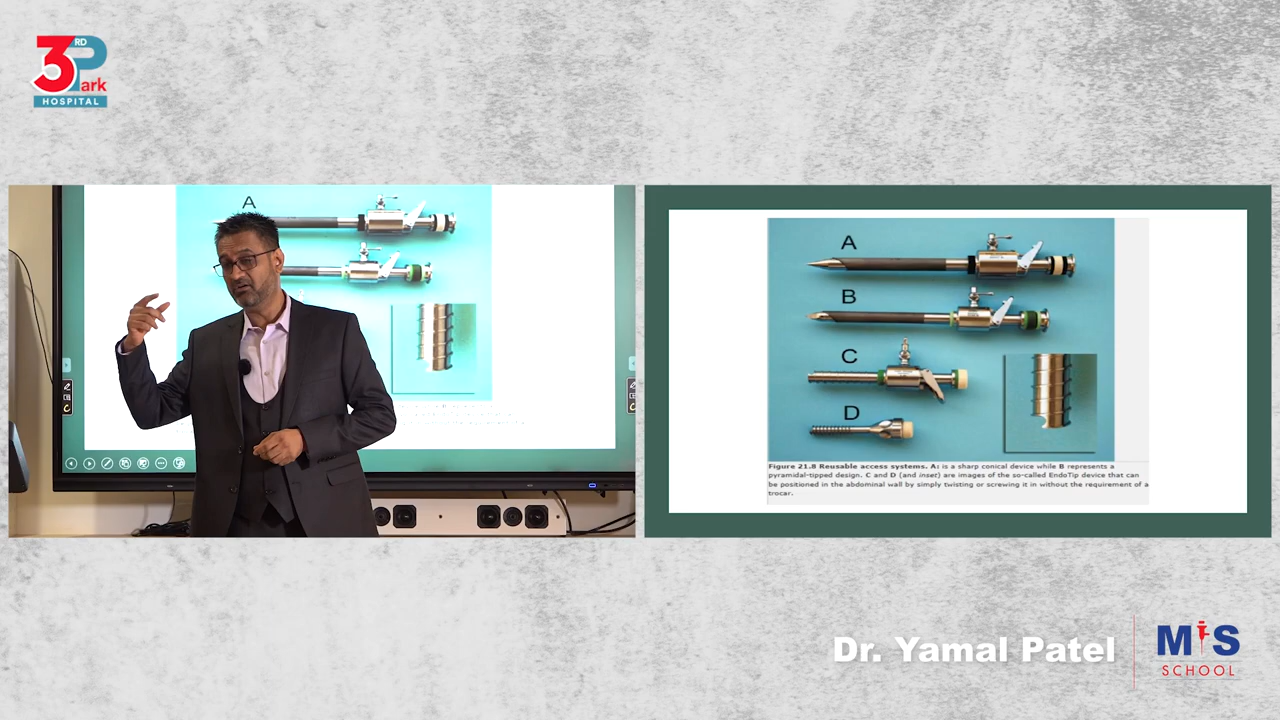 3RD Park
HOSPITAL
A
A
B
C
D
Figure 21.8 Reusable access systems. A: is a sharp conical device while B represents a
pyramidal-tipped design. C and D (and inset) are images of the so-called EndoTip device that can
be positioned in the abdominal wall by simply twisting or screwing it in without the requirement of a
trocar.
Dr. Yamal Patel
MIS
SCHOOL